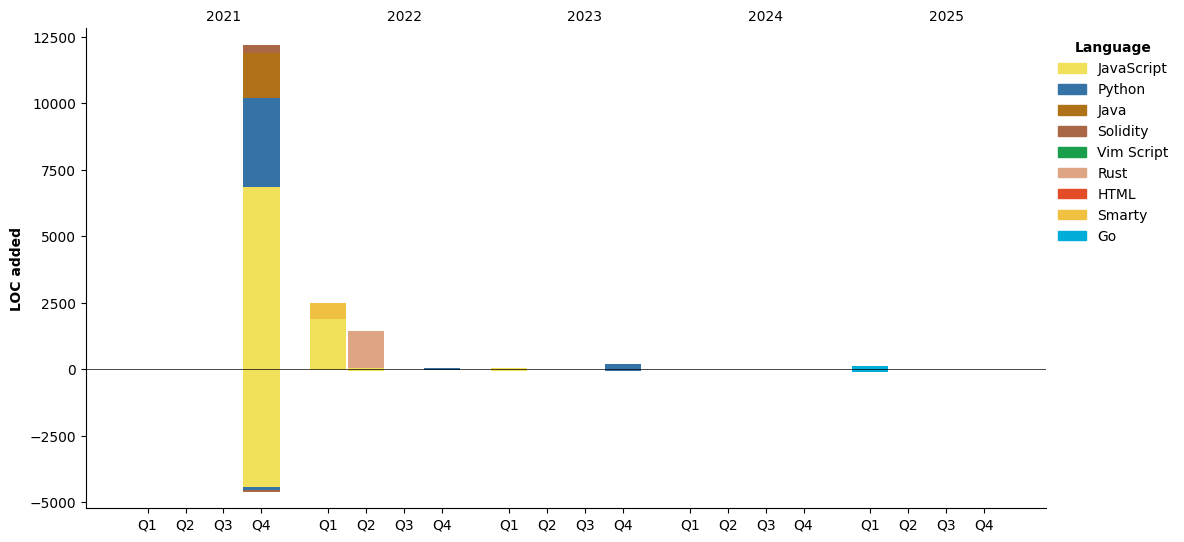 2021 2022 2023 2024 2025
12500
10000
7500
5000
2500
0
−2500
−5000
LOC added
Q1 Q2 Q3 Q4 Q1 Q2 Q3 Q4 Q1 Q2 Q3 Q4 Q1 Q2 Q3 Q4 Q1 Q2 Q3 Q4
Language
JavaScript
Python
Java
Solidity
Vim Script
Rust
HTML
Smarty
Go